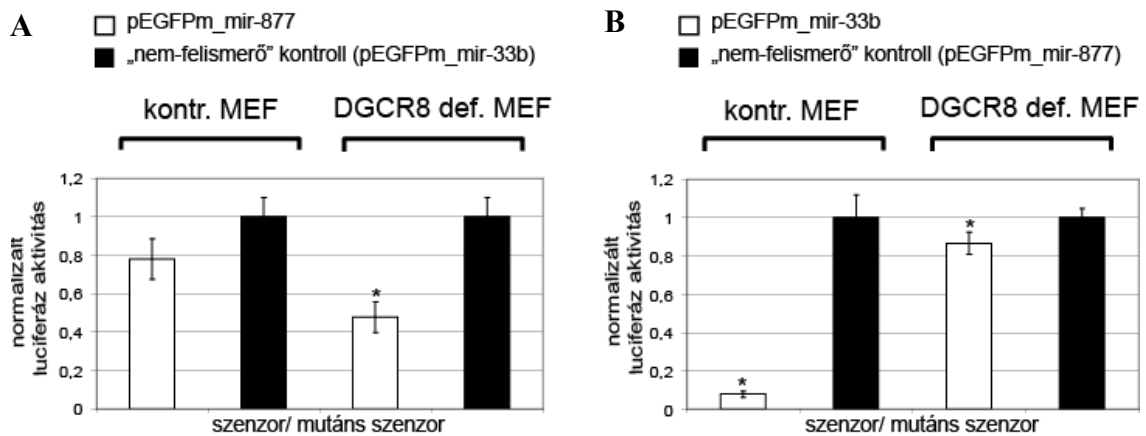 A
pEGFPm_mir-877
„nem-felismerő” kontroll (pEGFPm_mir-33b)
kontr. MEF
DGCR8 def. MEF
normalizált
luciferáz aktivitás
1,2
1
0,8
0,6
0,4
0,2
0
*
szenzor/ mutáns szenzor
B
pEGFPm_mir-33b
„nem-felismerő” kontroll (pEGFPm_mir-877)
kontr. MEF
DGCR8 def. MEF
normalizált
luciferáz aktivitás
1,2
1
0,8
0,6
0,4
0,2
0
*
*
szenzor/ mutáns szenzor